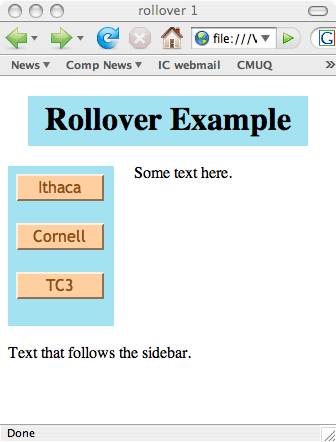 rollover 1
file:///\
G
News Comp News IC webmail CMUQ »
Rollover Example
Ithaca
Some text here.
Cornell
TC3
Text that follows the sidebar.
Done